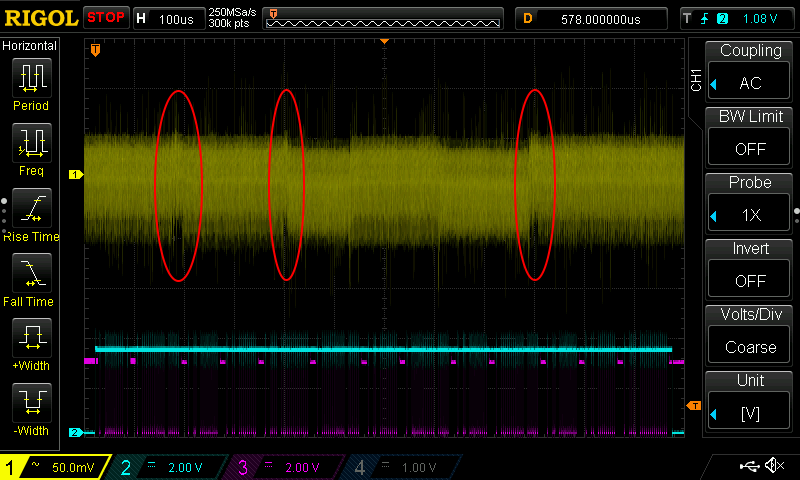 RIGOL STOP H 100us 250MSa/s D 578.000000us T 2 1.08 V
300k pts
T
Horizontal
Period
Freq
Rise Time
Fall Time
+Width
-Width
T
1
2
T
CH1
Coupling
AC
BW Limit
OFF
Probe
1X
Invert
OFF
Volts/Div
Coarse
Unit
[V]
1 ~ 50.0mV 2 2.00 V 3 2.00 V 4 1.00 V